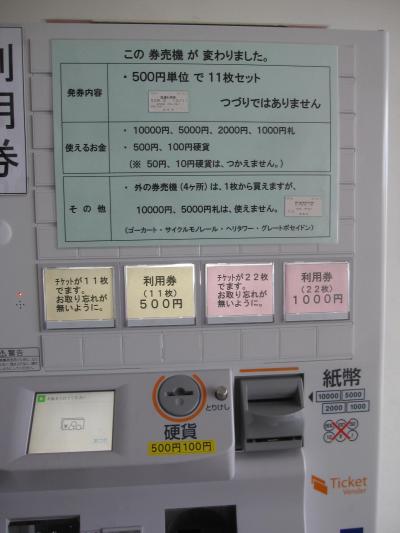 利用券
この 券売機 が 変わりました。
発券内容
・ 500円単位 で 11枚セット
つづりではありません
使えるお金
・ 10000円、5000円、2000円、1000円札
・ 500円、100円硬貨
（※ 50円、10円硬貨は、つかえません。）
その他
・ 外の券売機（4ヶ所）は、1枚から買えますが、
10000円、5000円札は、使えません。
（ゴーカート・サイクルモノレール・ヘリタワー・グレートポセイドン）
チケットが11枚
でます。
お取り忘れが
無いように。
利用券
（11枚）
500円
チケットが22枚
でます。
お取り忘れが
無いように。
利用券
（22枚）
1000円
警告
とりけし
硬貨
500円100円
紙幣
10000 5000
2000 1000
Ticket
Vender